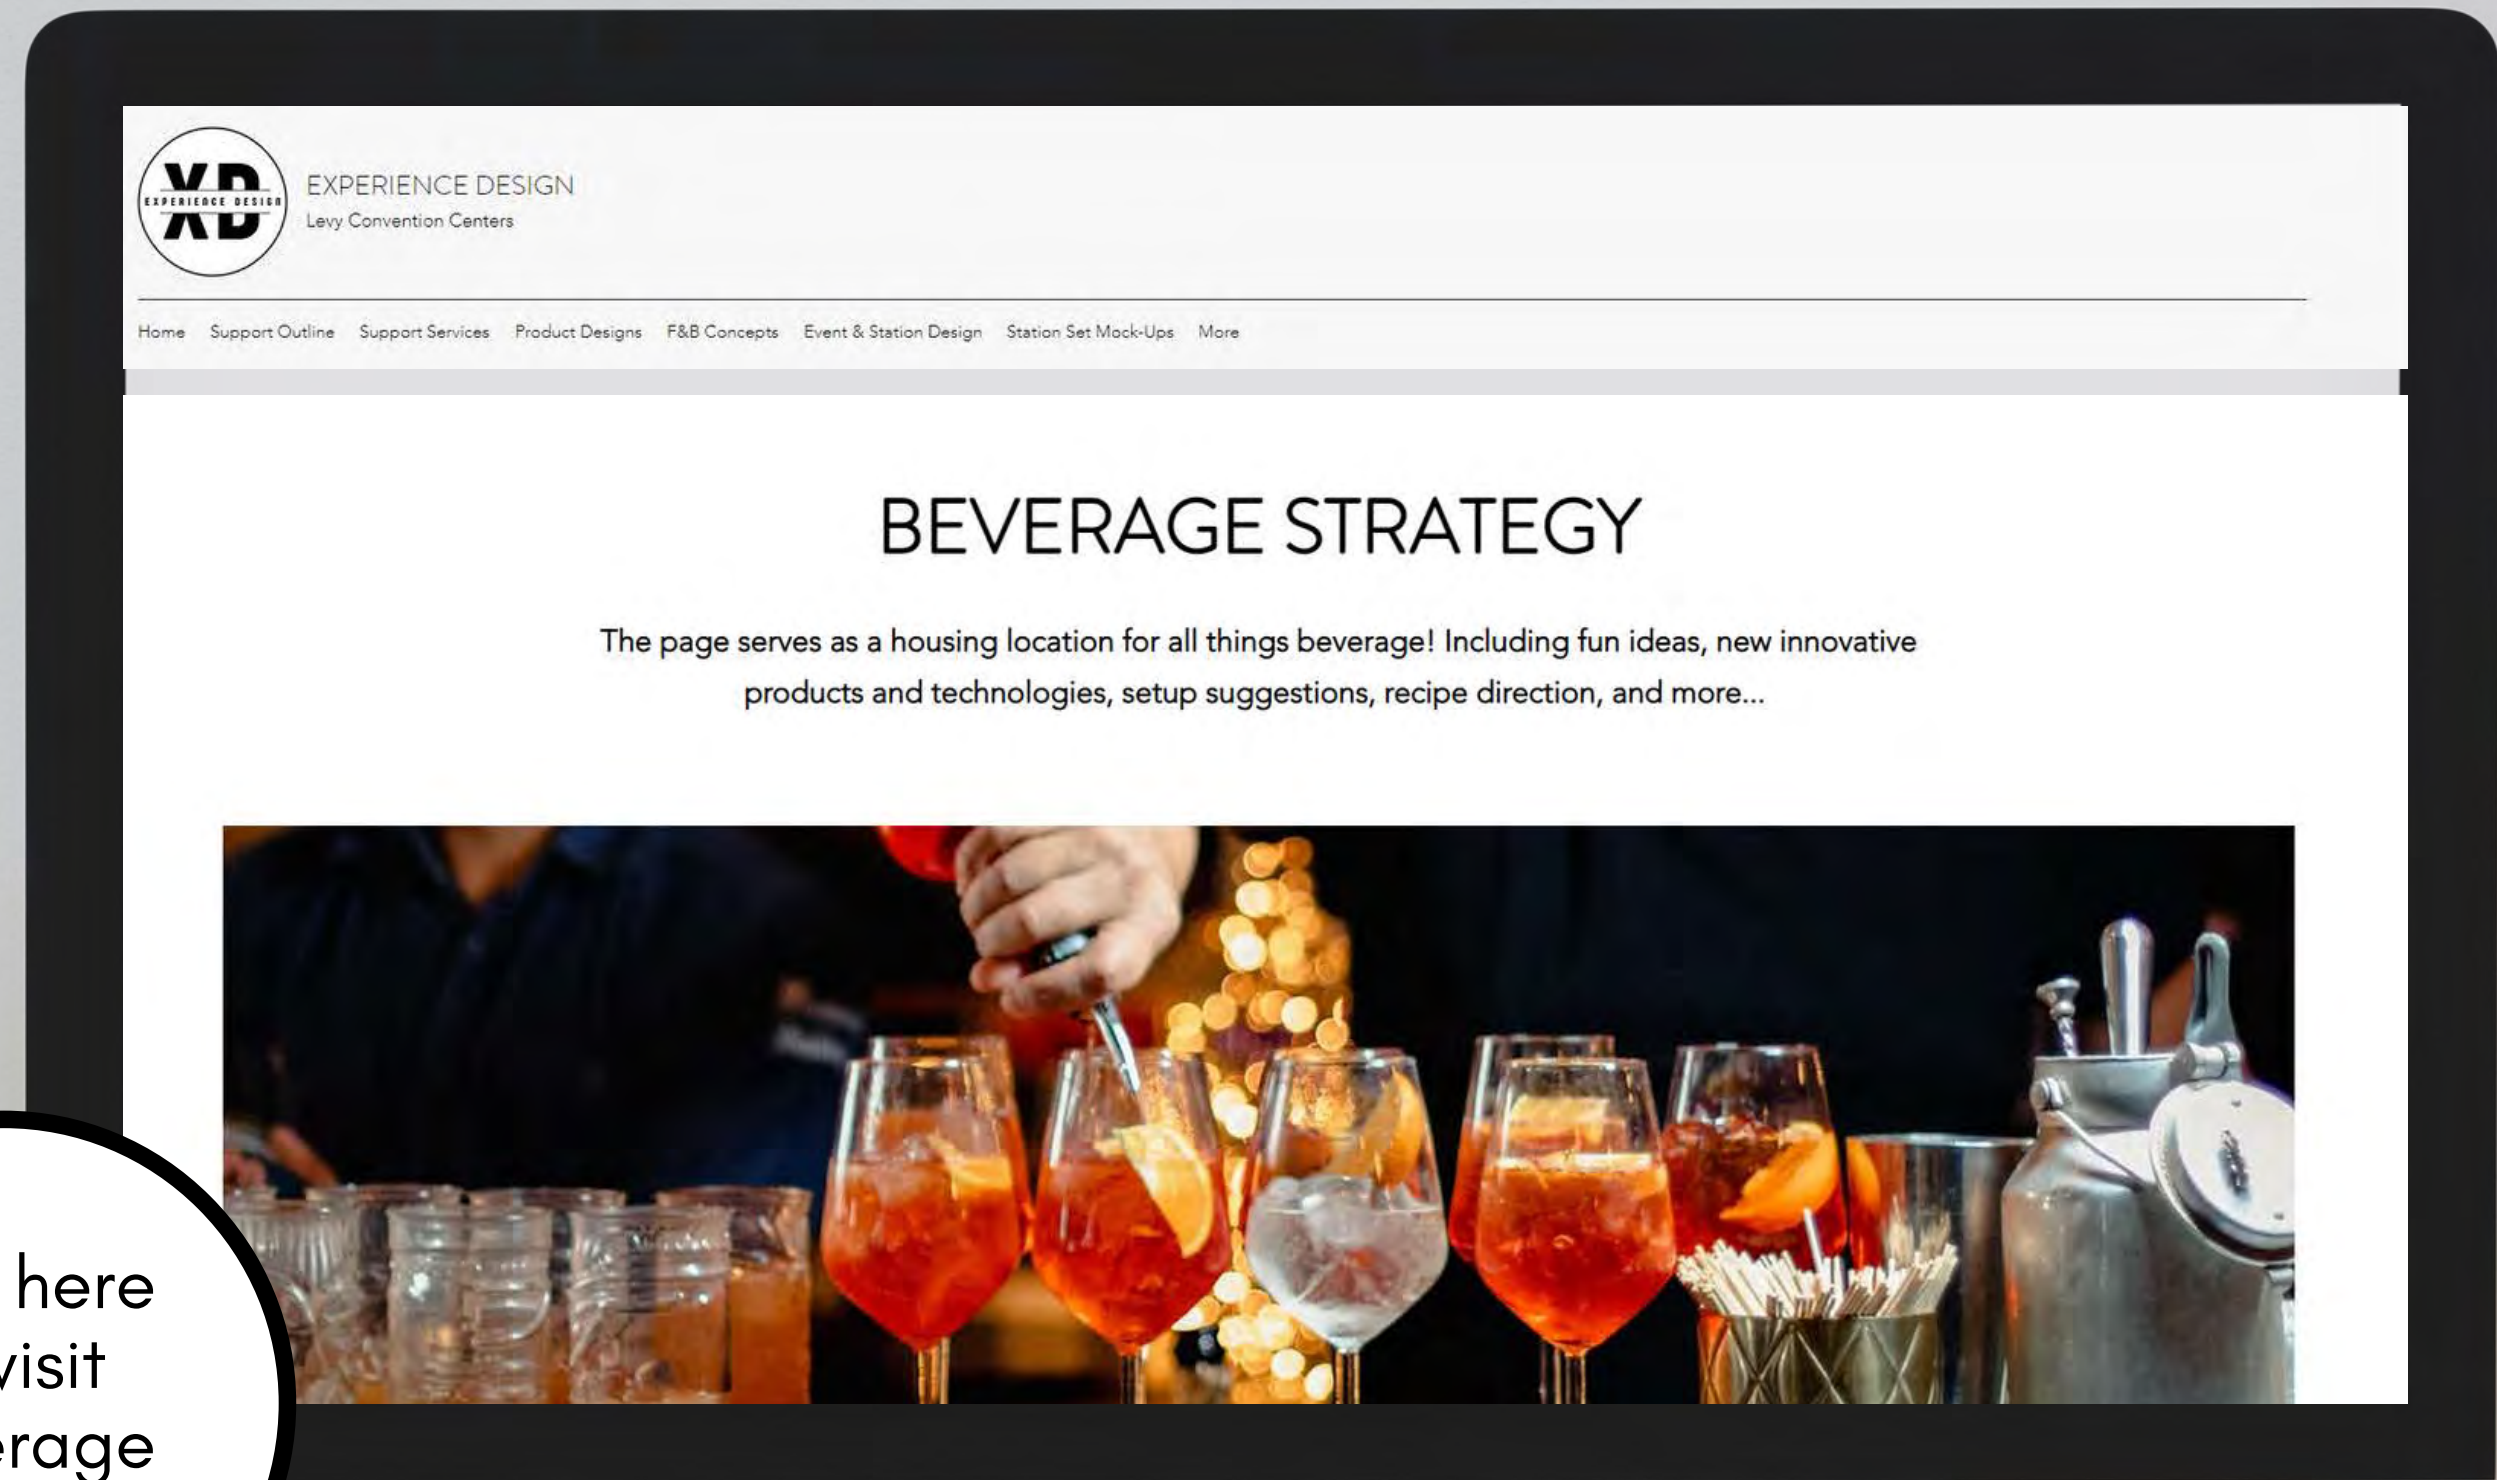 XD
EXPERIENCE DESIGN
EXPERIENCE DESIGN
Levy Convention Centers
Home Support Outline Support Services Product Designs F&B Concepts Event & Station Design Station Set Mock-Ups More
BEVERAGE STRATEGY
The page serves as a housing location for all things beverage! Including fun ideas, new innovative
products and technologies, setup suggestions, recipe direction, and more...
here
visit
erage